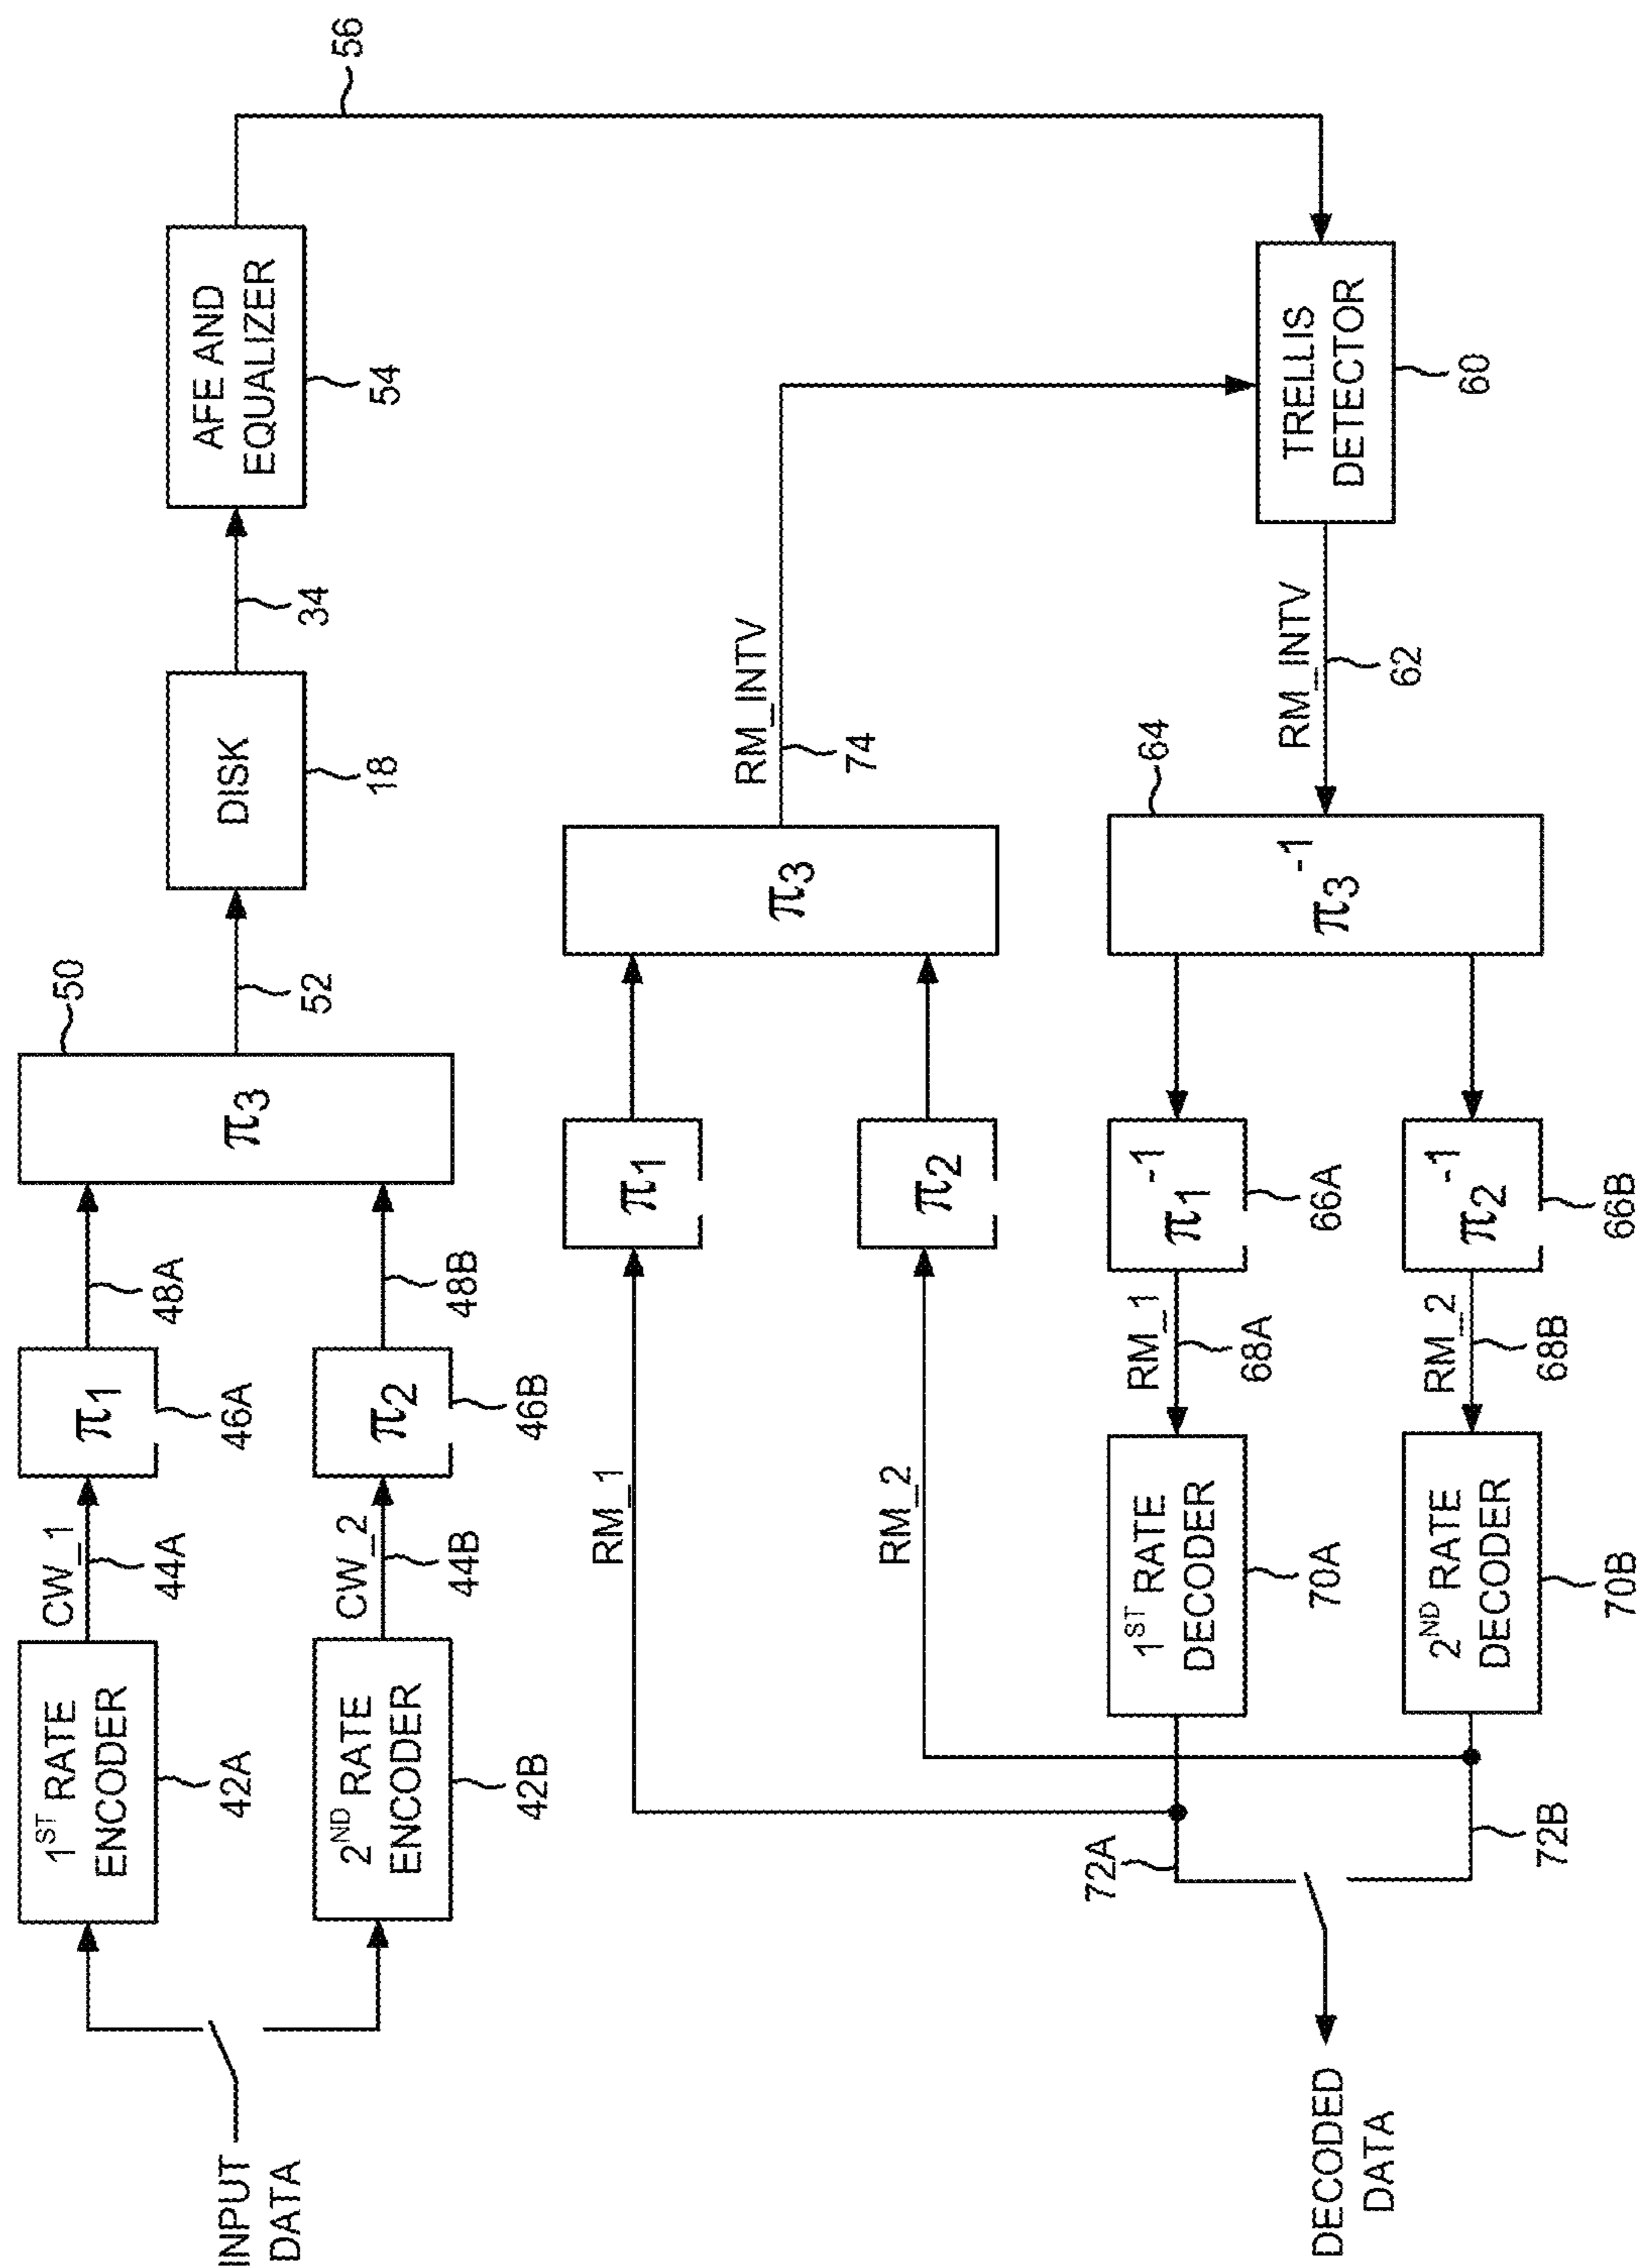 INPUT
DATA
1ST RATE
ENCODER
42A
CW_1
44A
π1
46A
48A
2ND RATE
ENCODER
42B
CW_2
44B
π2
46B
48B
π3
50
52
DISK
18
34
AFE AND
EQUALIZER
54
56
RM_1
π1
RM_2
π2
π3
RM_INTV
74
TRELLIS
DETECTOR
60
RM_INTV
62
π3-1
64
π1-1
66A
RM_1
68A
1ST RATE
DECODER
70A
72A
π2-1
66B
RM_2
68B
2ND RATE
DECODER
70B
72B
DECODED
DATA